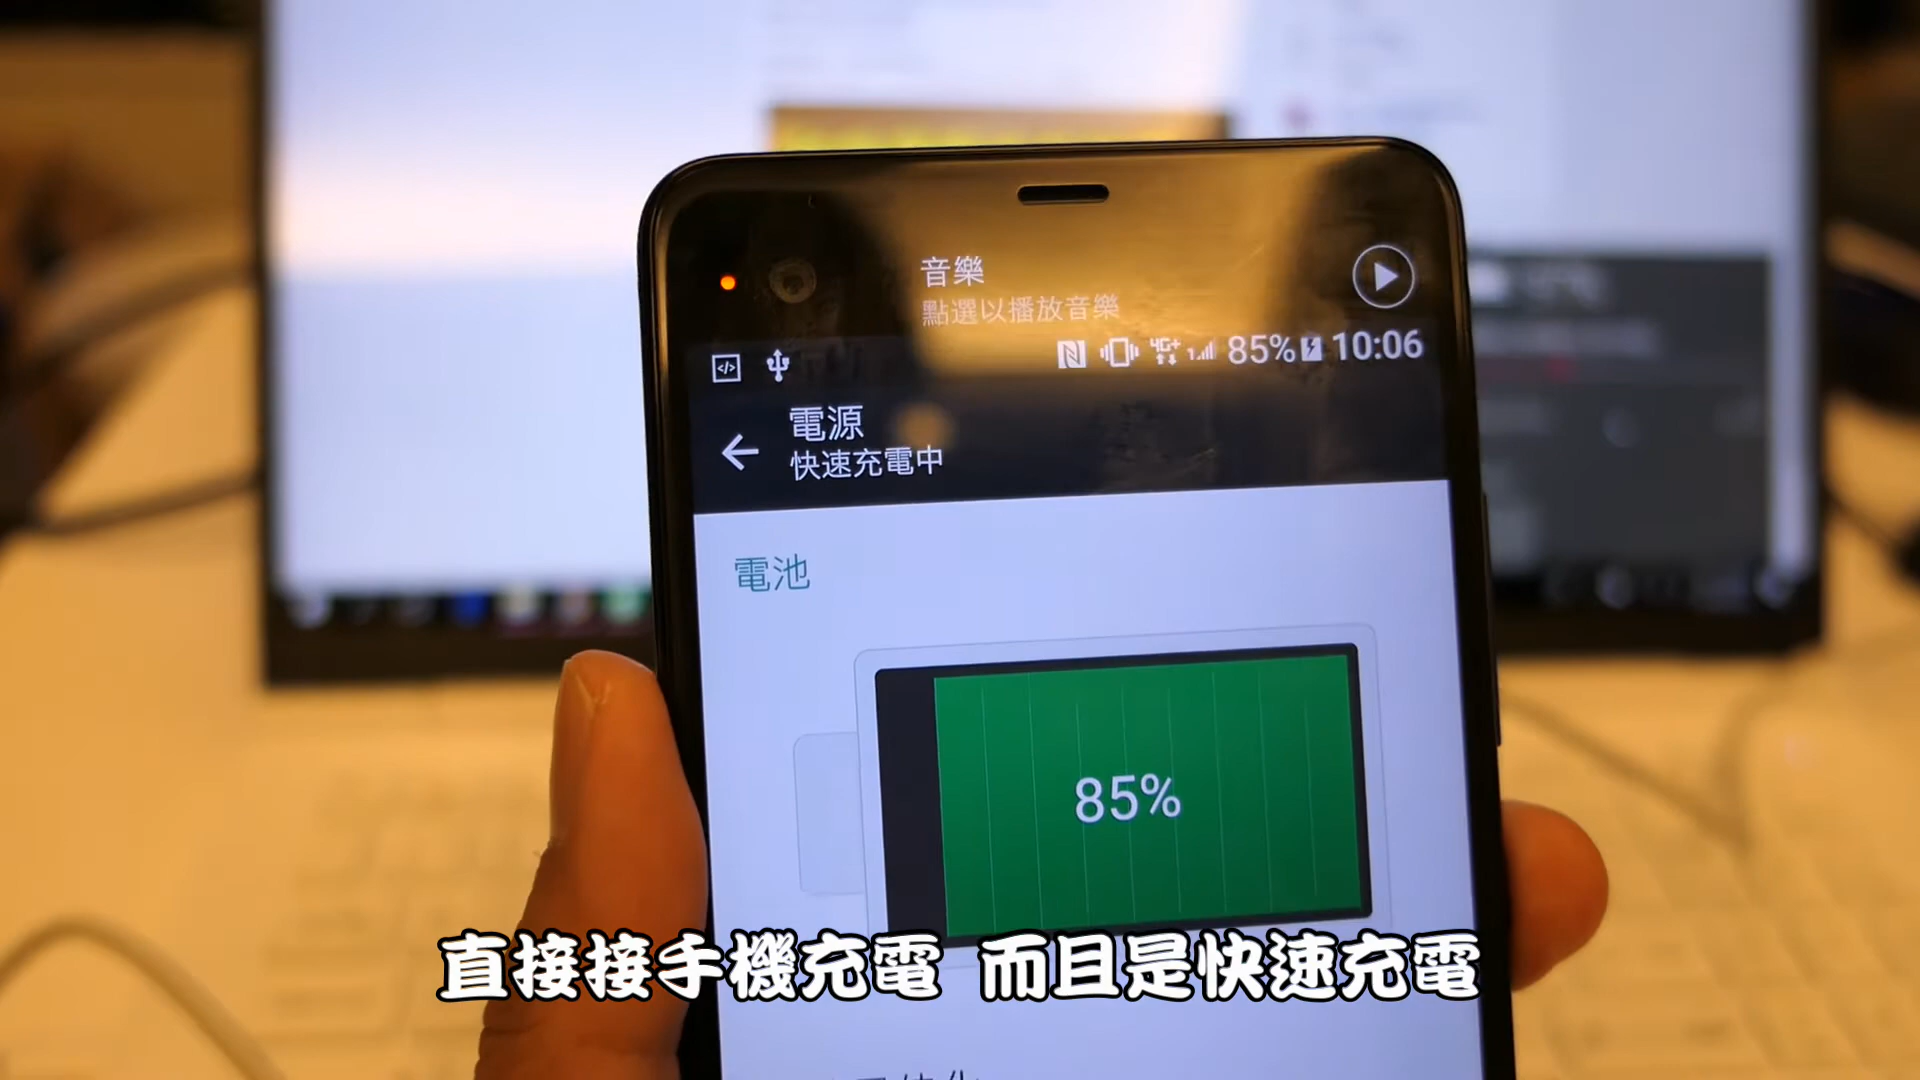 音樂
點選以播放音樂
4G+ 85% 10:06
電源
快速充電中
電池
85%
直接接手機充電 而且是快速充電